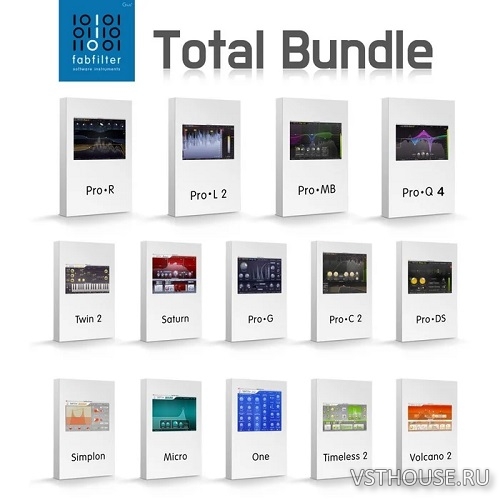 fabfilter
software instruments
Total Bundle
Pro•R
Pro•L 2
Pro•MB
Pro•Q 4
Twin 2
Saturn
Pro•G
Pro•C 2
Pro•DS
Simplon
Micro
One
Timeless 2
Volcano 2
VSTHOUSE.RU